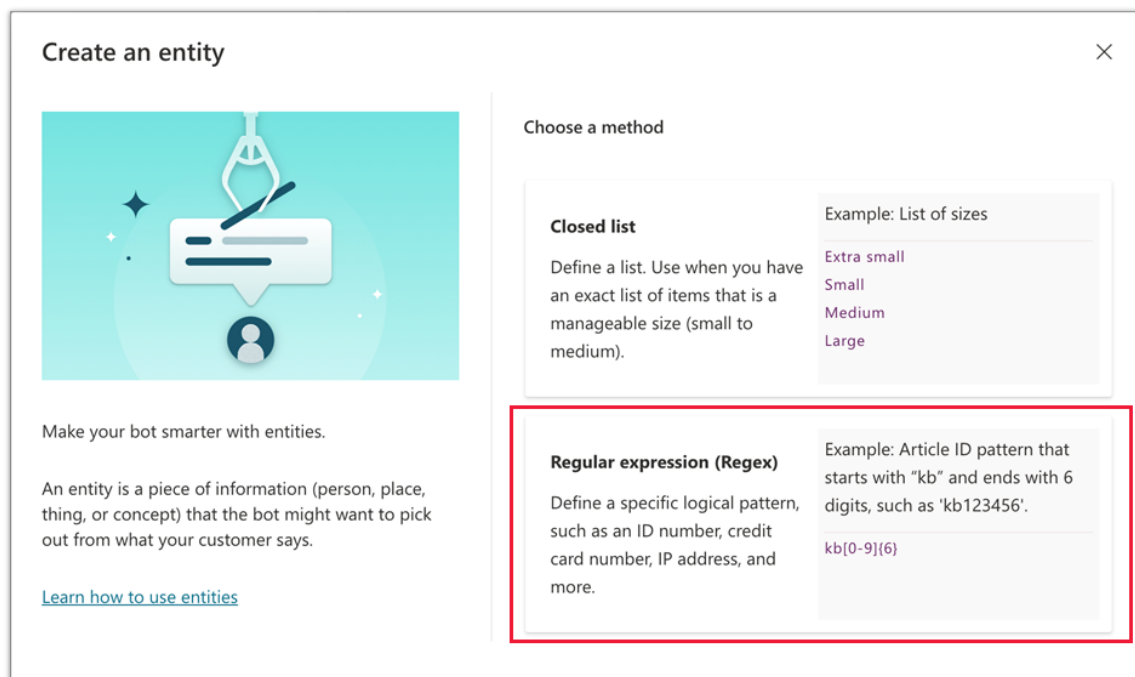 Create an entity
Make your bot smarter with entities.
An entity is a piece of information (person, place,
thing, or concept) that the bot might want to pick
out from what your customer says.
Learn how to use entities
Choose a method
Closed list
Define a list. Use when you have
an exact list of items that is a
manageable size (small to
medium).
Example: List of sizes
Extra small
Small
Medium
Large
Regular expression (Regex)
Define a specific logical pattern,
such as an ID number, credit
card number, IP address, and
more.
Example: Article ID pattern that
starts with “kb” and ends with 6
digits, such as 'kb123456'.
kb[0-9]{6}